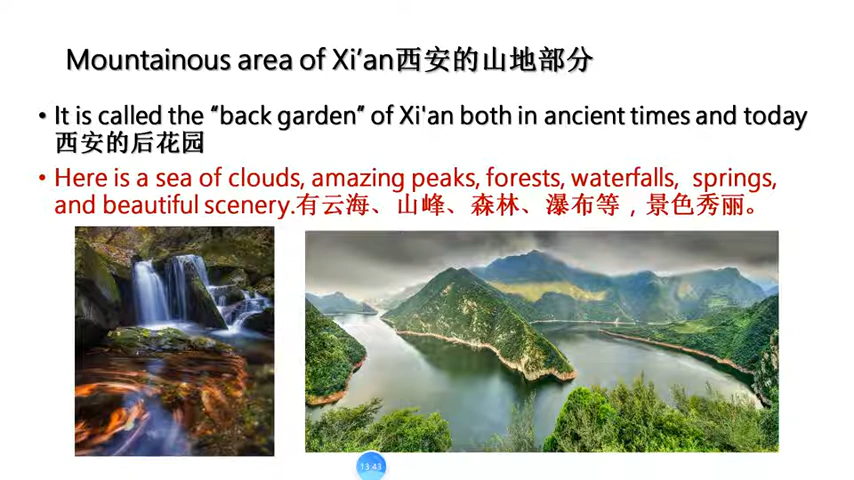 Mountainous area of Xi'an西安的山地部分
• It is called the “back garden” of Xi'an both in ancient times and today
西安的后花园
• Here is a sea of clouds, amazing peaks, forests, waterfalls, springs,
and beautiful scenery.有云海、山峰、森林、瀑布等，景色秀丽。
13:43